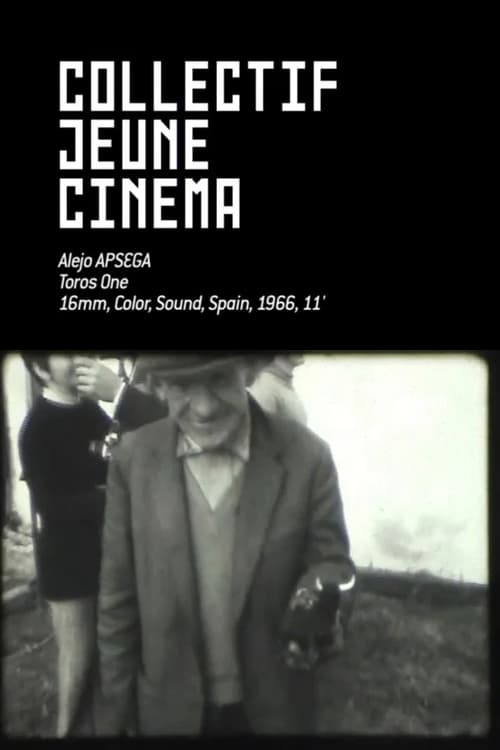 COLLECTIF
JEUNE
CINEMA
Alejo APSEGA
Toros One
16mm, Color, Sound, Spain, 1966, 11'